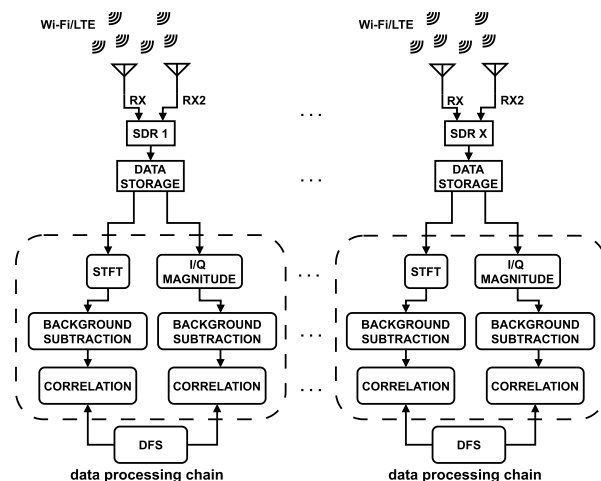 Wi-Fi/LTE
Wi-Fi/LTE
RX
RX2
. . .
RX
RX2
SDR 1
SDR X
DATA
STORAGE
. . .
DATA
STORAGE
STFT
I/Q
MAGNITUDE
. . .
STFT
I/Q
MAGNITUDE
BACKGROUND
SUBTRACTION
BACKGROUND
SUBTRACTION
. . .
BACKGROUND
SUBTRACTION
BACKGROUND
SUBTRACTION
CORRELATION
CORRELATION
. . .
CORRELATION
CORRELATION
DFS
DFS
data processing chain
data processing chain